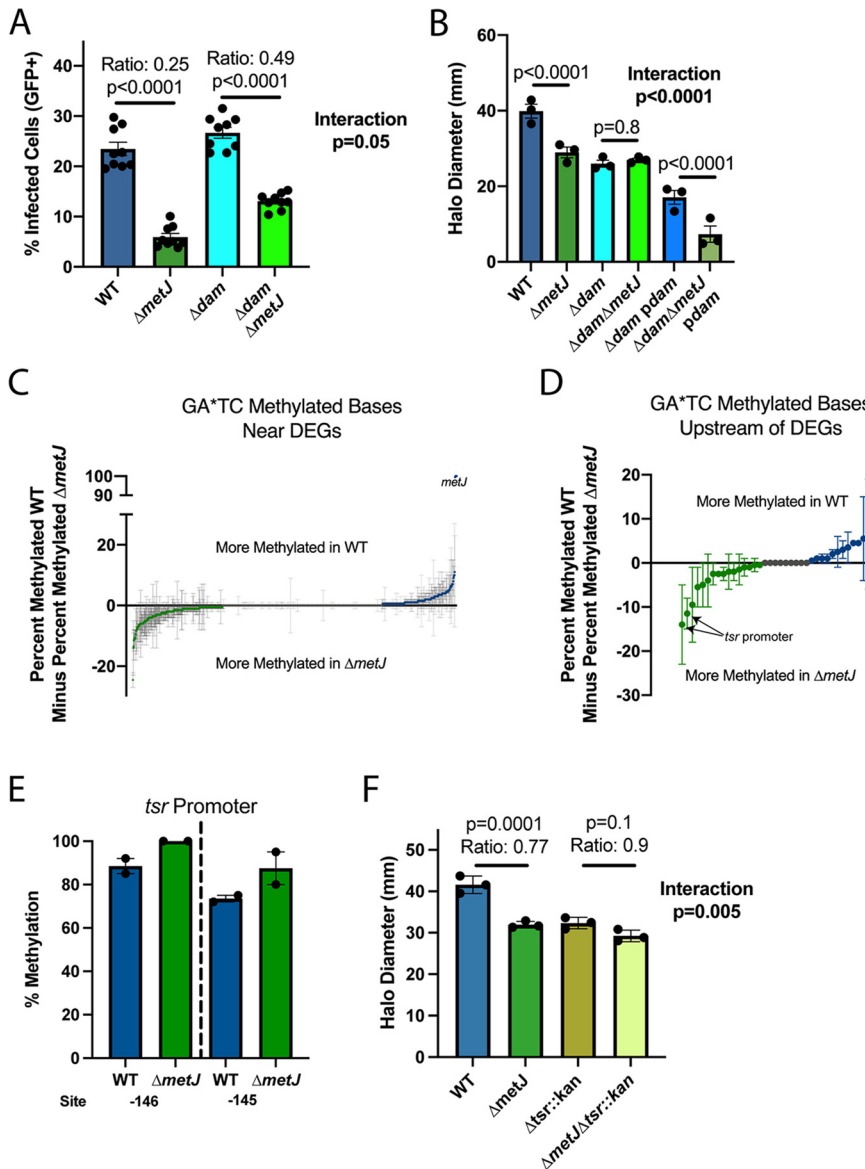 A
% Infected Cells (GFP+)
40
30
20
10
0
Ratio: 0.25
p<0.0001
Ratio: 0.49
p<0.0001
Interaction
p=0.05
WT
ΔmetJ
Δdam
Δdam
ΔmetJ
B
Halo Diameter (mm)
60
40
20
0
p<0.0001
p=0.8
p<0.0001
Interaction
p<0.0001
WT
ΔmetJ
Δdam
ΔdamΔmetJ
Δdam pdam
ΔdamΔmetJ
pdam
C
GA*TC Methylated Bases
Near DEGs
Percent Methylated WT
Minus Percent Methylated ΔmetJ
100
90
20
0
-20
metJ
More Methylated in WT
More Methylated in ΔmetJ
D
GA*TC Methylated Bases
Upstream of DEGs
Percent Methylated WT
Minus Percent Methylated ΔmetJ
20
10
0
-10
-20
-30
More Methylated in WT
tsr promoter
More Methylated in ΔmetJ
E
tsr Promoter
% Methylation
100
80
60
40
20
0
WT
ΔmetJ
WT
ΔmetJ
Site
-146
-145
F
Halo Diameter (mm)
50
40
30
20
10
0
p=0.0001
Ratio: 0.77
p=0.1
Ratio: 0.9
Interaction
p=0.005
WT
ΔmetJ
Δtsr::kan
ΔmetJΔtsr::kan